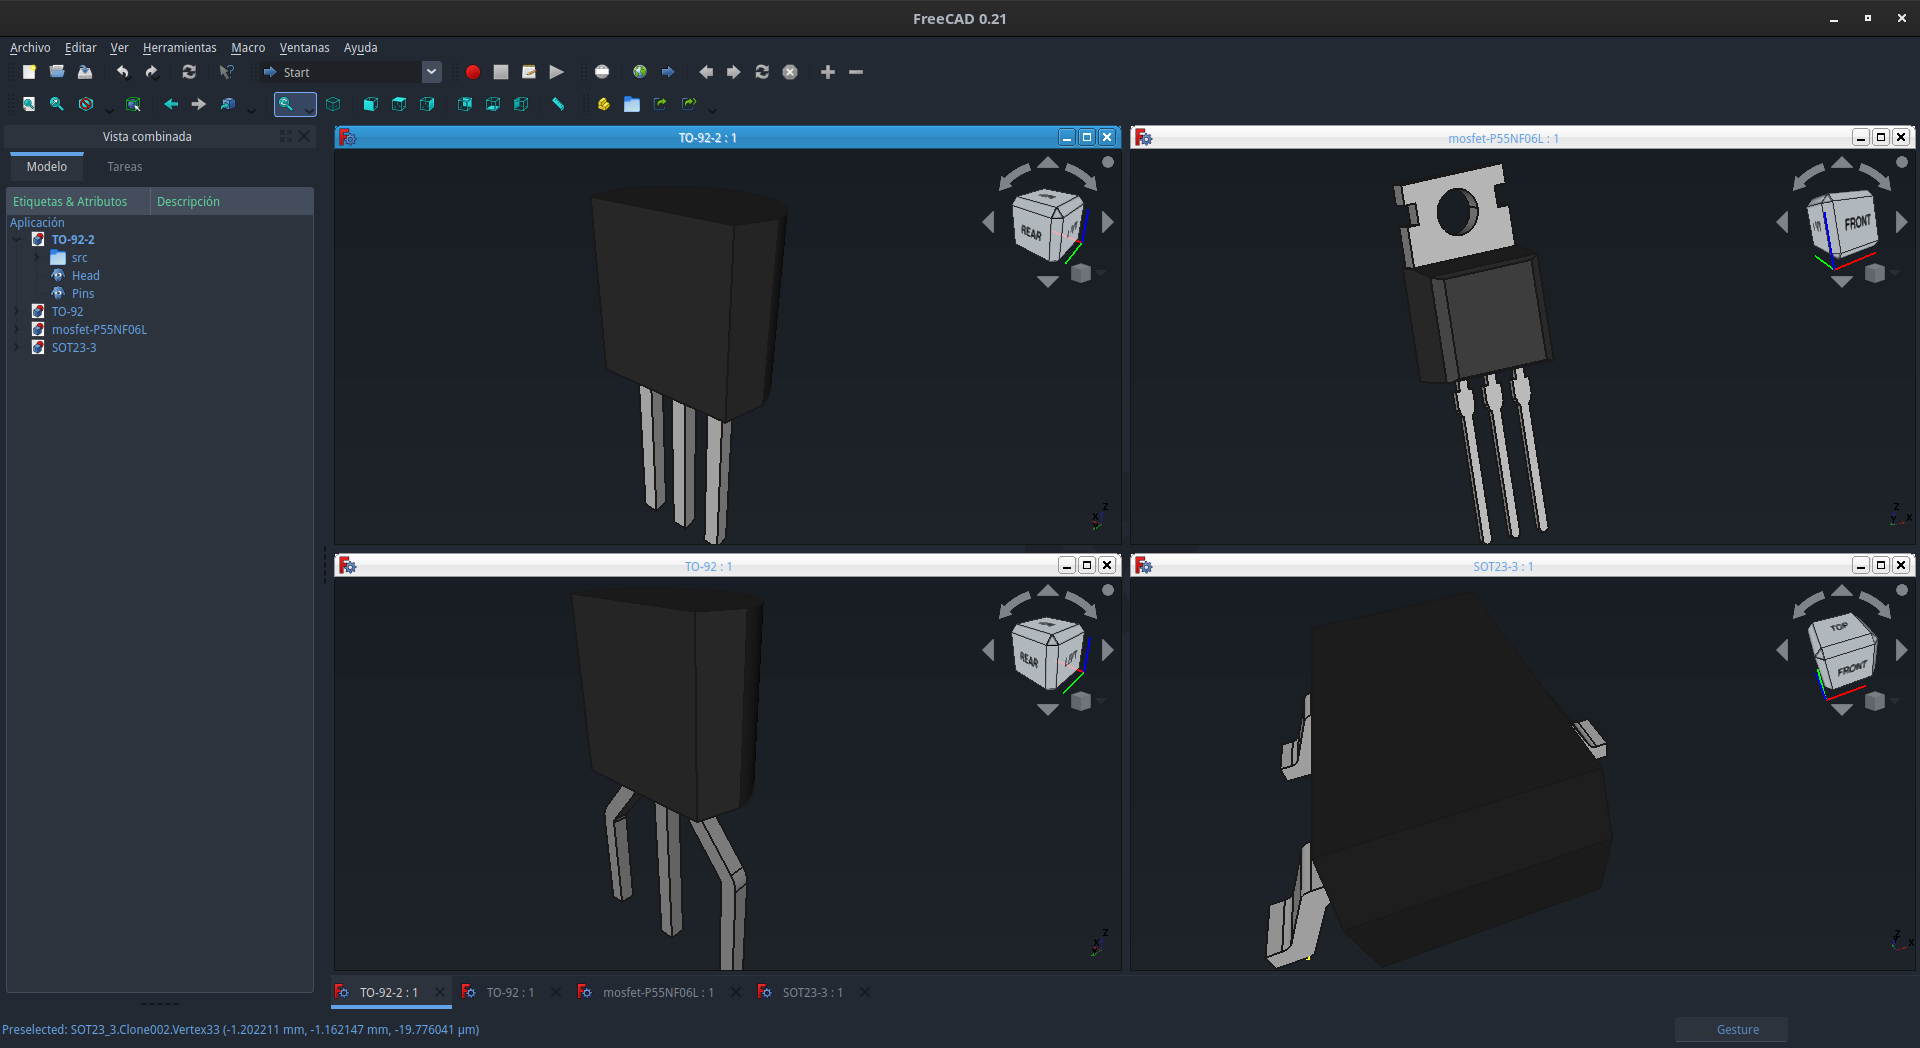 FreeCAD 0.21
Archivo Editar Ver Herramientas Macro Ventanas Ayuda
Start
Vista combinada
Modelo Tareas
Etiquetas & Atributos Descripción
Aplicación
TO-92-2
src
Head
Pins
TO-92
mosfet-P55NF06L
SOT23-3
TO-92-2 : 1
REAR
Z
X
mosfet-P55NF06L : 1
FRONT
Z
X
TO-92 : 1
REAR LEFT
Z
X
SOT23-3 : 1
TOP
FRONT
Z
X
TO-92-2 : 1 TO-92 : 1 mosfet-P55NF06L : 1 SOT23-3 : 1
Preselected: SOT23_3.Clone002.Vertex33 (-1.202211 mm, -1.162147 mm, -19.776041 µm)
Gesture